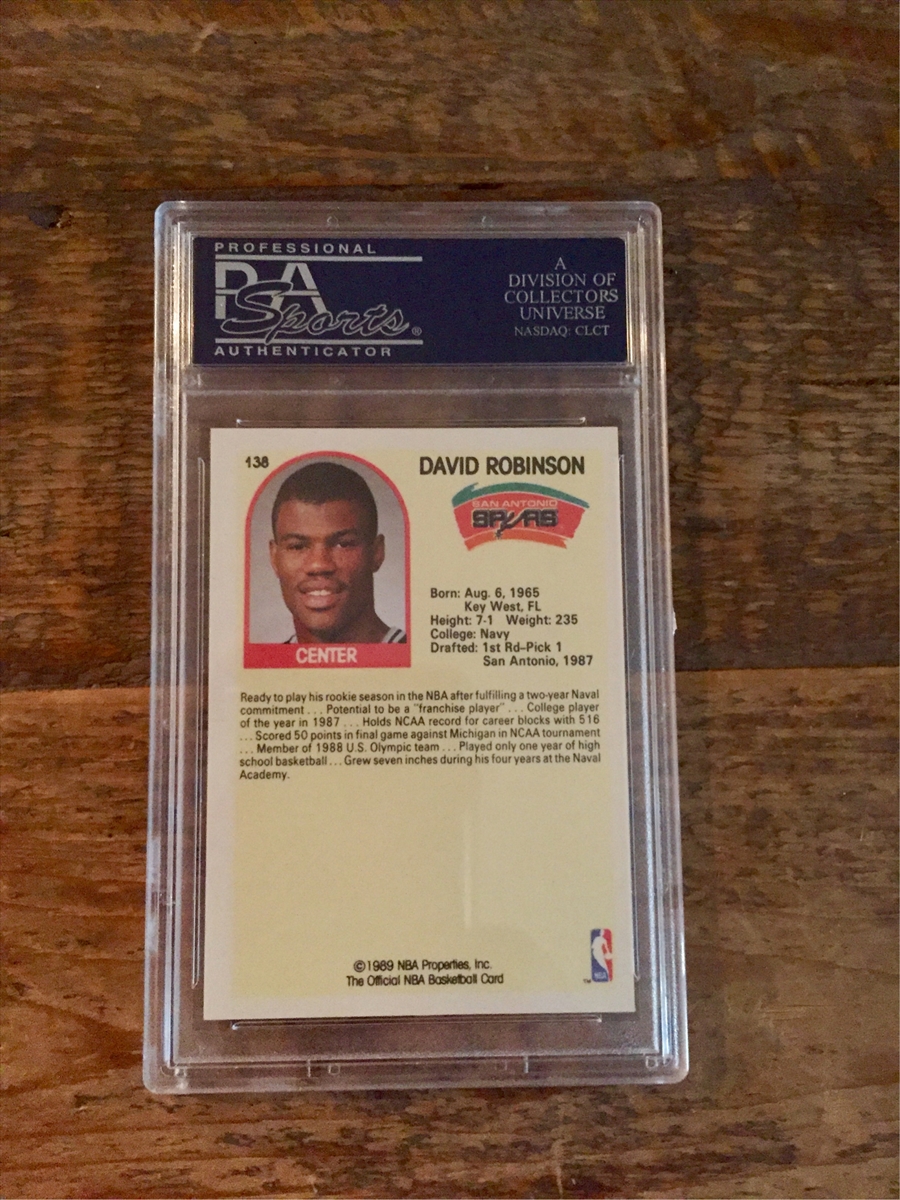 PROFESSIONAL
PSA
Sports®
AUTHENTICATOR
A
DIVISION OF
COLLECTORS
UNIVERSE
NASDAQ: CLCT
138
DAVID ROBINSON
SAN ANTONIO
SPURS
CENTER
Born: Aug. 6, 1965
Key West, FL
Height: 7-1 Weight: 235
College: Navy
Drafted: 1st Rd–Pick 1
San Antonio, 1987
Ready to play his rookie season in the NBA after fulfilling a two-year Naval
commitment . . . Potential to be a "franchise player" . . . College player
of the year in 1987 . . . Holds NCAA record for career blocks with 516
. . . Scored 50 points in final game against Michigan in NCAA tournament
. . . Member of 1988 U.S. Olympic team . . . Played only one year of high
school basketball . . . Grew seven inches during his four years at the Naval
Academy.
©1989 NBA Properties, Inc.
The Official NBA Basketball Card
NBA
™